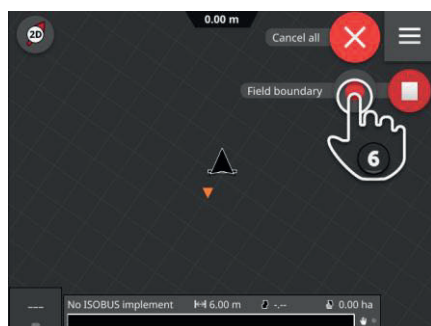 0.00 m
2D
Cancel all
Field boundary
6
---
No ISOBUS implement 6.00 m -.-- 0.00 ha